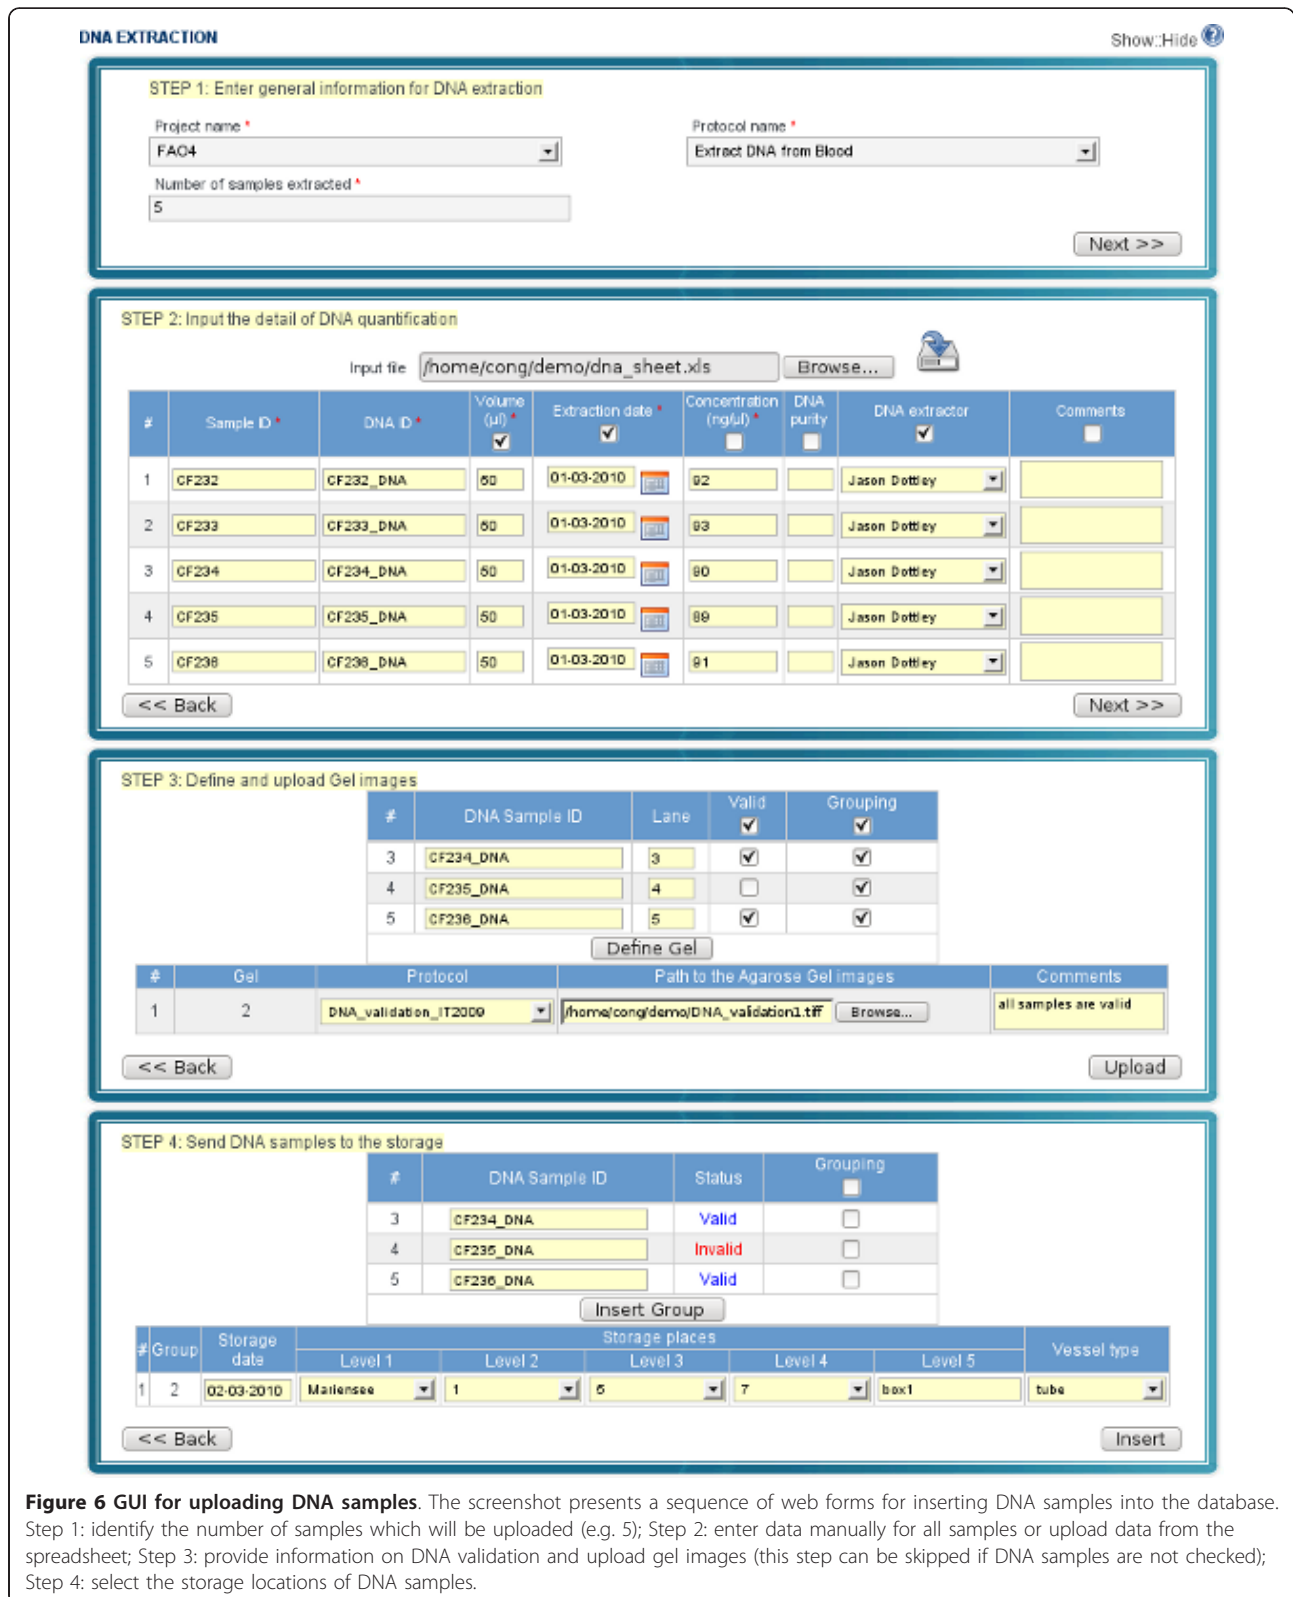 DNA EXTRACTION
Show::Hide
STEP 1: Enter general information for DNA extraction
Project name * Protocol name *
FAO4 Extract DNA from Blood
Number of samples extracted *
5
Next >>
STEP 2: Input the detail of DNA quantification
Input file /home/cong/demo/dna_sheet.xls Browse...
# Sample ID * DNA ID * Volume (µl) * Extraction date * Concentration (ng/µl) * DNA purity DNA extractor Comments
1 CF232 CF232_DNA 60 01-03-2010 92 Jason Dottley
2 CF233 CF233_DNA 60 01-03-2010 93 Jason Dottley
3 CF234 CF234_DNA 50 01-03-2010 90 Jason Dottley
4 CF235 CF235_DNA 50 01-03-2010 89 Jason Dottley
5 CF236 CF236_DNA 50 01-03-2010 91 Jason Dottley
<< Back Next >>
STEP 3: Define and upload Gel images
# DNA Sample ID Lane Valid Grouping
3 CF234_DNA 3
4 CF235_DNA 4
5 CF236_DNA 5
Define Gel
# Gel Protocol Path to the Agarose Gel images Comments
1 2 DNA_validation_IT2009 /home/cong/demo/DNA_validation1.tiff Browse... all samples are valid
<< Back Upload
STEP 4: Send DNA samples to the storage
# DNA Sample ID Status Grouping
3 CF234_DNA Valid
4 CF235_DNA Invalid
5 CF236_DNA Valid
Insert Group
# Group Storage date Storage places Vessel type
Level 1 Level 2 Level 3 Level 4 Level 5
1 2 02-03-2010 Mariensee 1 6 7 box1 tube
<< Back Insert
Figure 6 GUI for uploading DNA samples. The screenshot presents a sequence of web forms for inserting DNA samples into the database.
Step 1: identify the number of samples which will be uploaded (e.g. 5); Step 2: enter data manually for all samples or upload data from the
spreadsheet; Step 3: provide information on DNA validation and upload gel images (this step can be skipped if DNA samples are not checked);
Step 4: select the storage locations of DNA samples.